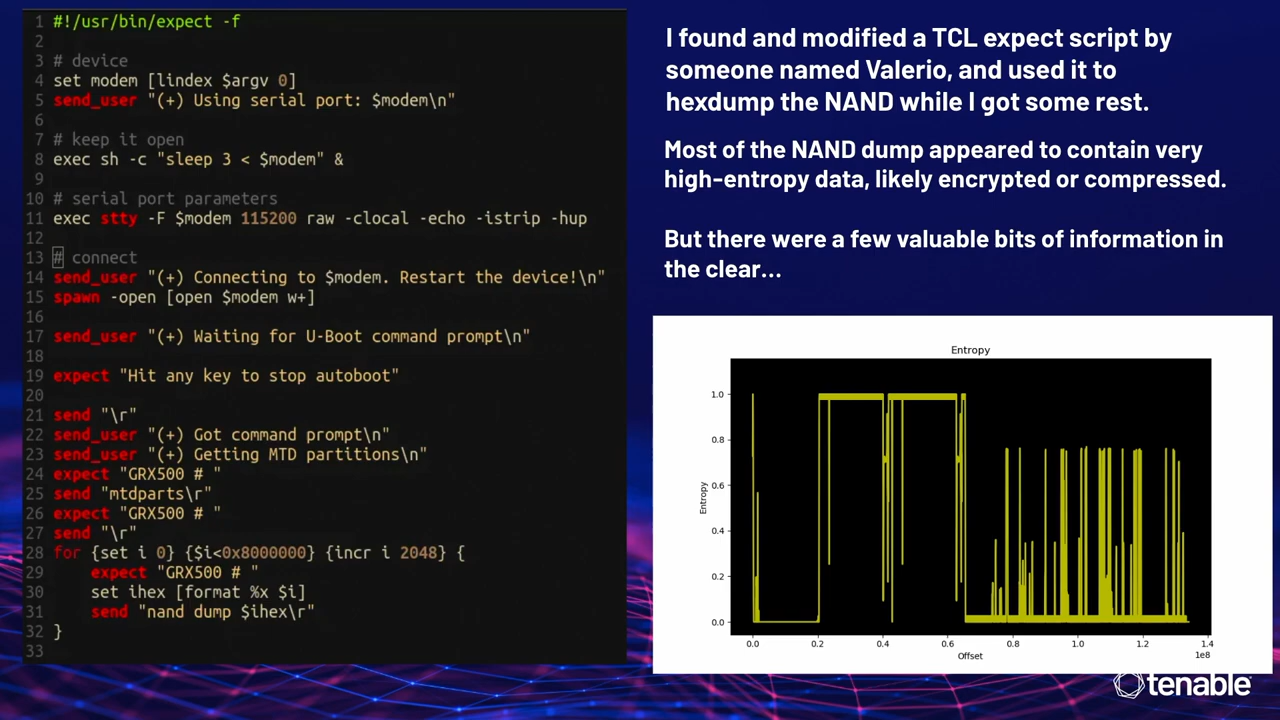 1 #!/usr/bin/expect -f
2
3 # device
4 set modem [lindex $argv 0]
5 send_user "(+) Using serial port: $modem\n"
6
7 # keep it open
8 exec sh -c "sleep 3 < $modem" &
9
10 # serial port parameters
11 exec stty -F $modem 115200 raw -clocal -echo -istrip -hup
12
13 # connect
14 send_user "(+) Connecting to $modem. Restart the device!\n"
15 spawn -open [open $modem w+]
16
17 send_user "(+) Waiting for U-Boot command prompt\n"
18
19 expect "Hit any key to stop autoboot"
20
21 send "\r"
22 send_user "(+) Got command prompt\n"
23 send_user "(+) Getting MTD partitions\n"
24 expect "GRX500 # "
25 send "mtdparts\r"
26 expect "GRX500 # "
27 send "\r"
28 for {set i 0} {$i<0x8000000} {incr i 2048} {
29     expect "GRX500 # "
30     set ihex [format %x $i]
31     send "nand dump $ihex\r"
32 }
33
I found and modified a TCL expect script by
someone named Valerio, and used it to
hexdump the NAND while I got some rest.
Most of the NAND dump appeared to contain very
high-entropy data, likely encrypted or compressed.
But there were a few valuable bits of information in
the clear...
Entropy
1.0
0.8
0.6
0.4
0.2
0.0
Entropy
0.0 0.2 0.4 0.6 0.8 1.0 1.2 1.4
1e8
Offset
tenable